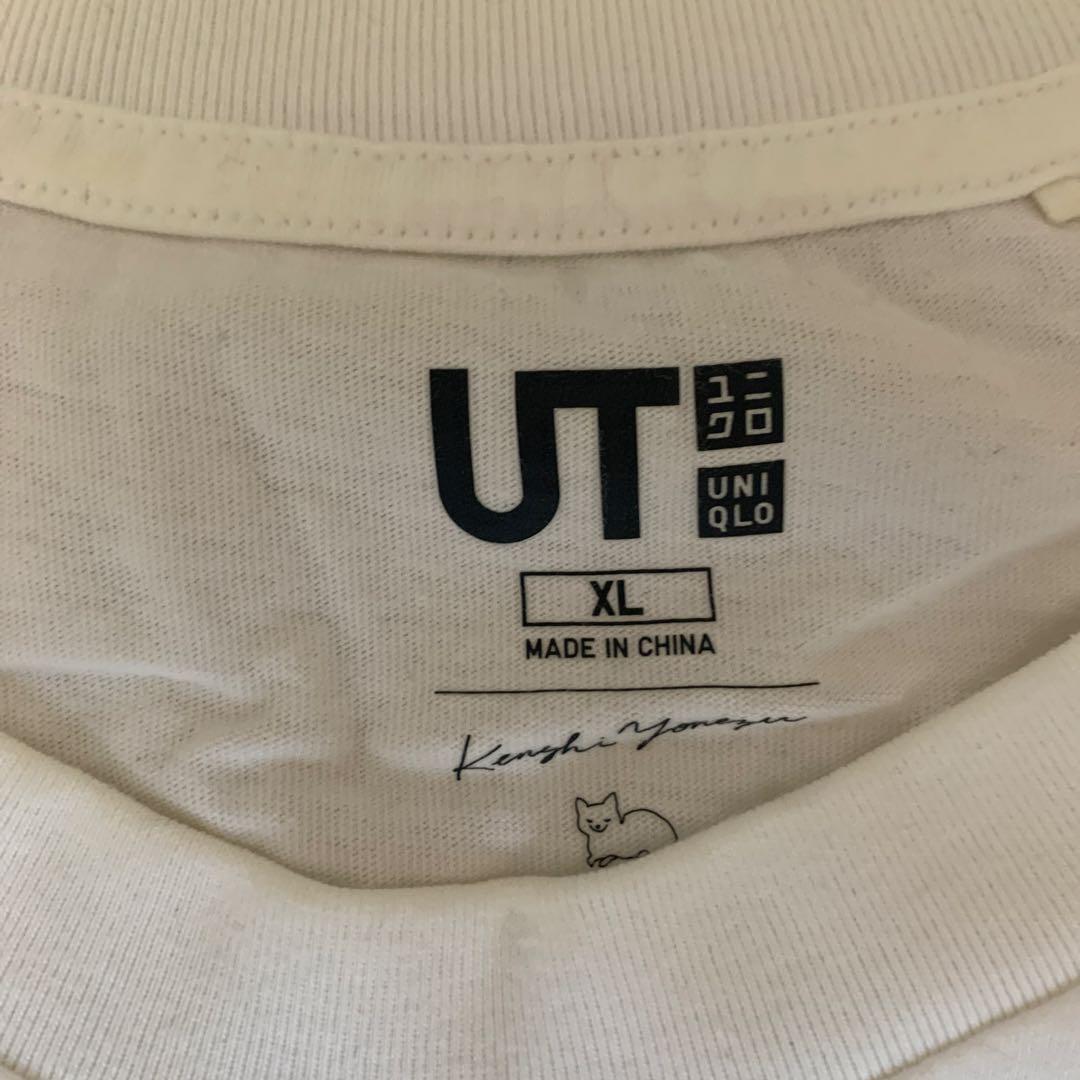 UT
ユニ
クロ
UNI
QLO
XL
MADE IN CHINA
Kenshi Yonezu